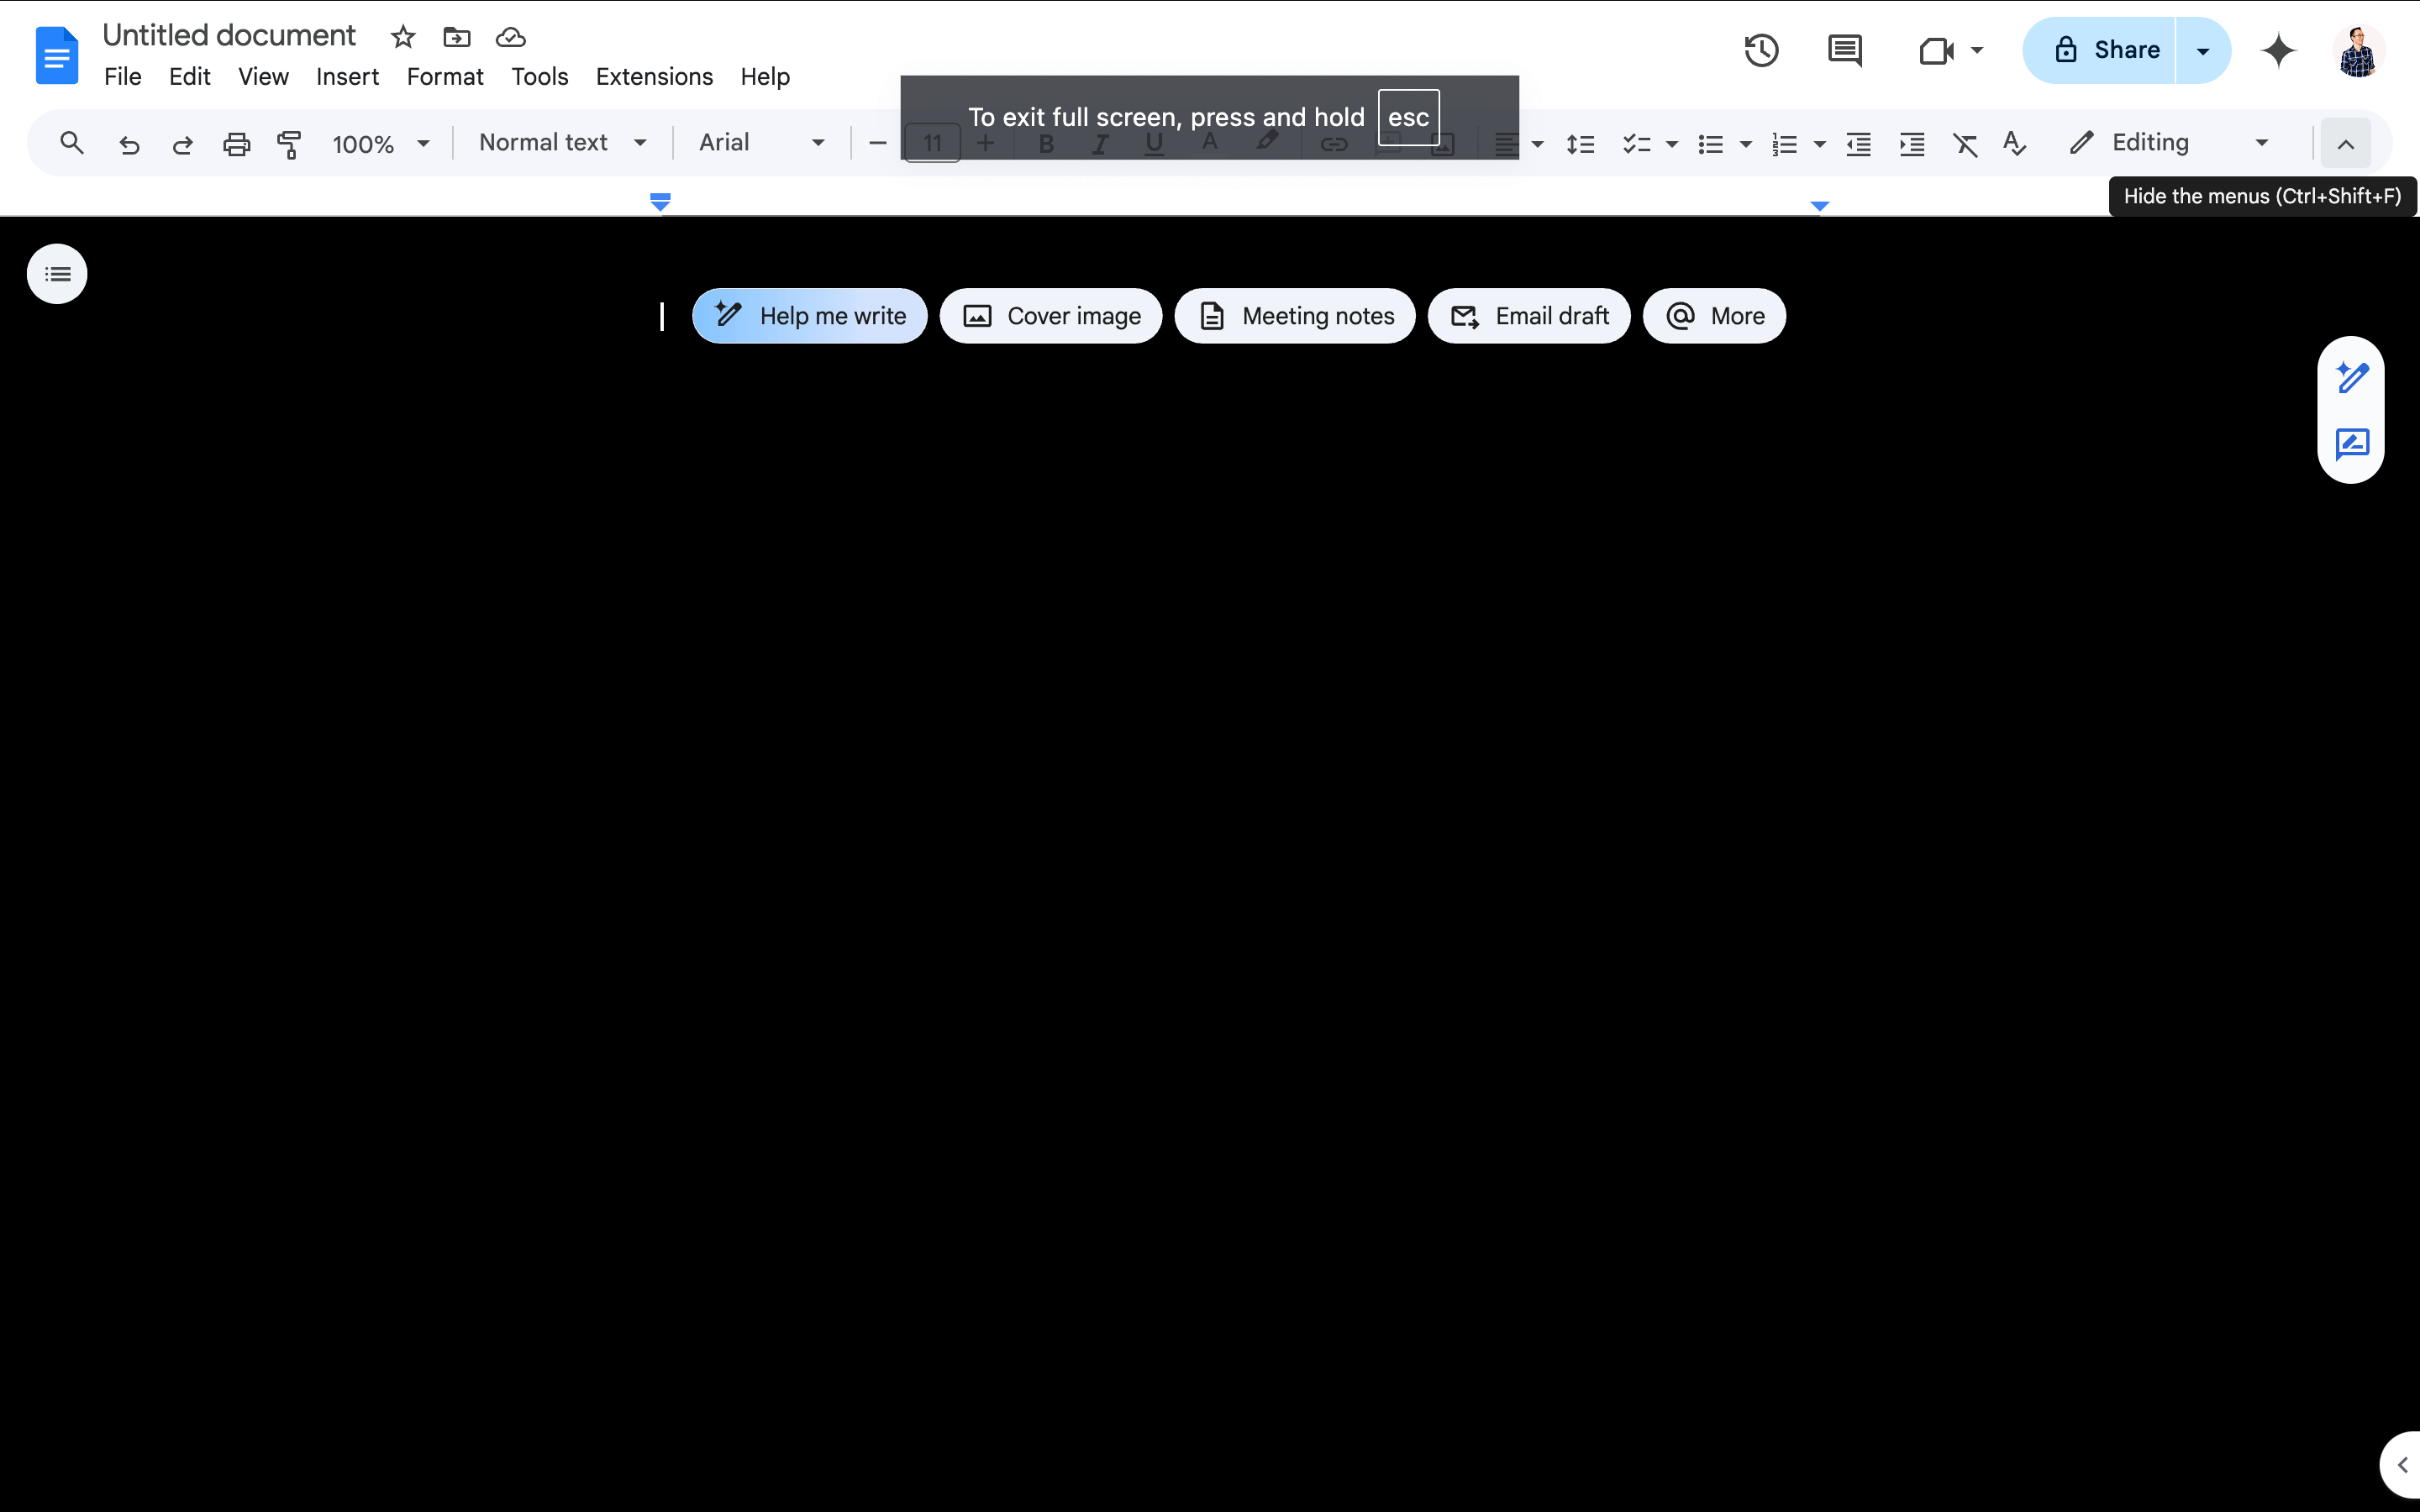 Untitled document
File Edit View Insert Format Tools Extensions Help
Share
To exit full screen, press and hold esc
100% Normal text Arial 11 B I U A Editing
Hide the menus (Ctrl+Shift+F)
Help me write Cover image Meeting notes Email draft More